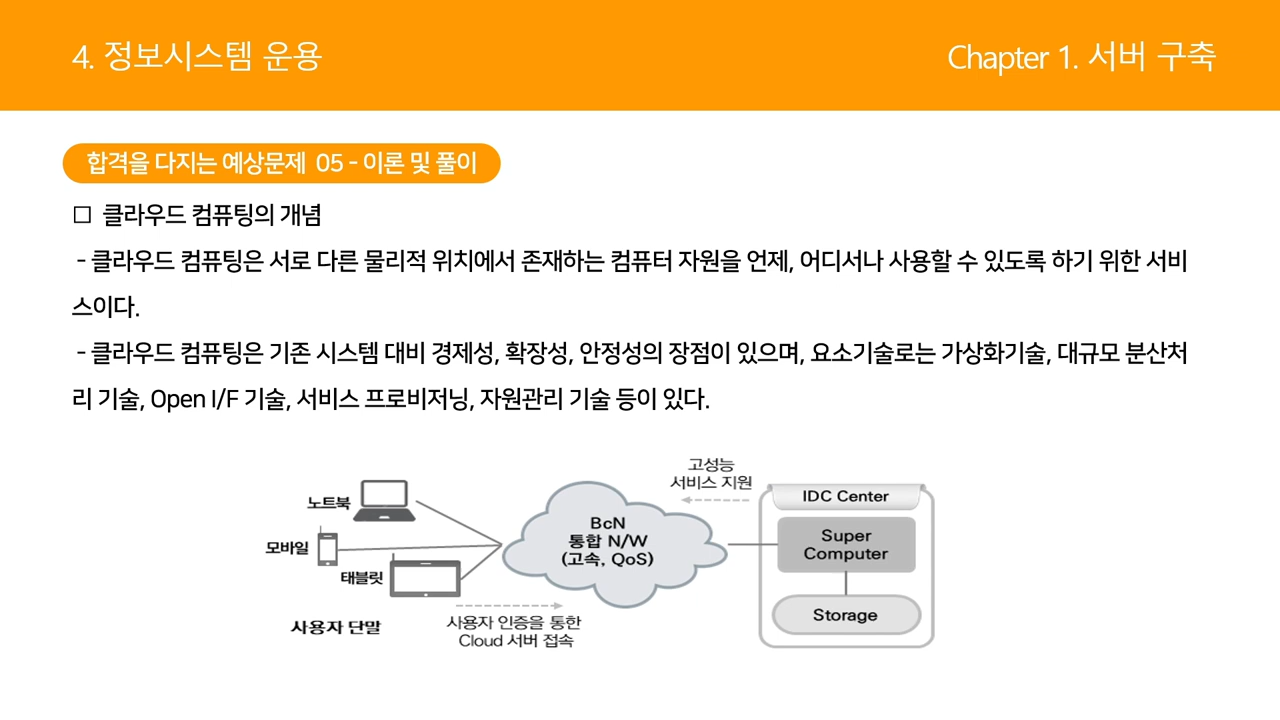 4. 정보시스템 운용
Chapter 1. 서버 구축
합격을 다지는 예상문제 05 - 이론 및 풀이
□ 클라우드 컴퓨팅의 개념
- 클라우드 컴퓨팅은 서로 다른 물리적 위치에서 존재하는 컴퓨터 자원을 언제, 어디서나 사용할 수 있도록 하기 위한 서비
스이다.
- 클라우드 컴퓨팅은 기존 시스템 대비 경제성, 확장성, 안정성의 장점이 있으며, 요소기술로는 가상화기술, 대규모 분산처
리 기술, Open I/F 기술, 서비스 프로비저닝, 자원관리 기술 등이 있다.
노트북
모바일
태블릿
사용자 단말
사용자 인증을 통한
Cloud 서버 접속
BcN
통합 N/W
(고속, QoS)
고성능
서비스 지원
IDC Center
Super
Computer
Storage